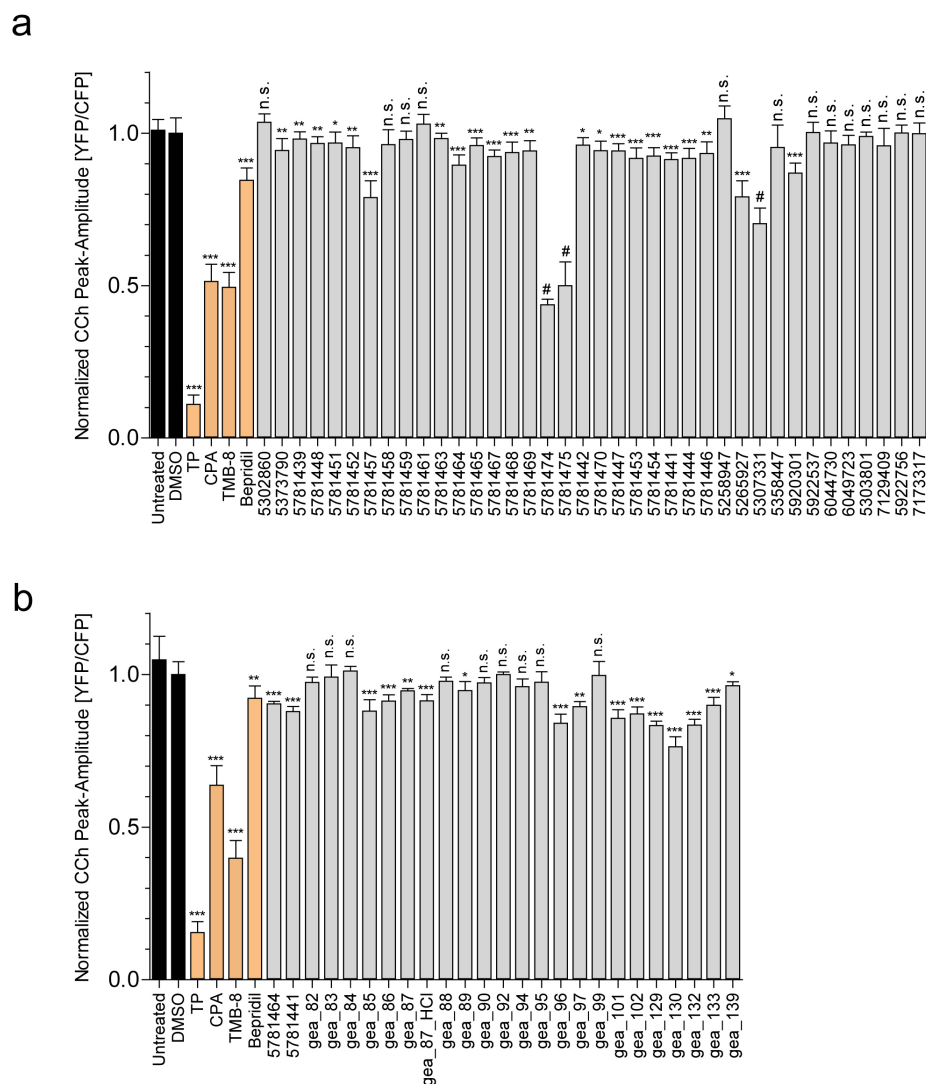 a
Normalized CCh Peak-Amplitude [YFP/CFP]
1.0
0.5
0.0
*** *** *** *** n.s. ** ** ** * ** *** n.s. n.s. n.s. ** *** *** *** *** ** # # * * *** *** *** *** *** ** n.s. *** # n.s. *** n.s. n.s. n.s. n.s. n.s. n.s. n.s.
Untreated
DMSO
TP
CPA
TMB-8
Bepridil
5302860
5373790
5781439
5781448
5781451
5781452
5781457
5781458
5781459
5781461
5781463
5781464
5781465
5781467
5781468
5781469
5781474
5781475
5781442
5781470
5781447
5781453
5781454
5781441
5781444
5781446
5258947
5265927
5307331
5358447
5920301
5922537
6044730
6049723
5303801
7129409
5922756
7173317
b
Normalized CCh Peak-Amplitude [YFP/CFP]
1.0
0.5
0.0
*** *** *** ** *** *** n.s. n.s. n.s. *** *** ** *** n.s. * n.s. n.s. n.s. n.s. *** ** n.s. *** *** *** *** *** *** *
Untreated
DMSO
TP
CPA
TMB-8
Bepridil
5781464
5781441
gea_82
gea_83
gea_84
gea_85
gea_86
gea_87
gea_87_HCl
gea_88
gea_89
gea_90
gea_92
gea_94
gea_95
gea_96
gea_97
gea_99
gea_101
gea_102
gea_129
gea_130
gea_132
gea_133
gea_139